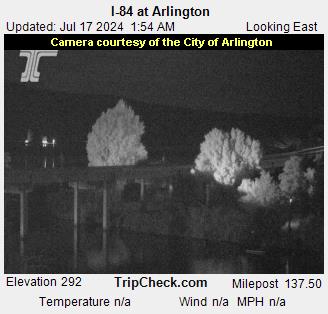 I-84 at Arlington
Updated: Jul 17 2024 1:54 AM Looking East
Camera courtesy of the City of Arlington
Elevation 292 TripCheck.com Milepost 137.50
Temperature n/a Wind n/a MPH n/a